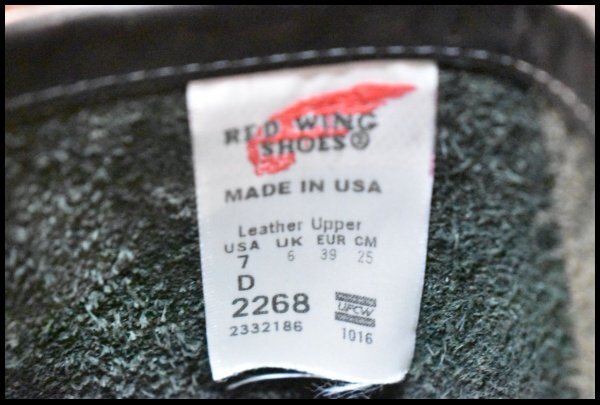 RED WING
SHOES®
MADE IN USA
Leather Upper
USA UK EUR CM
7 6 39 25
D
2268
UFCW
2332186 1016